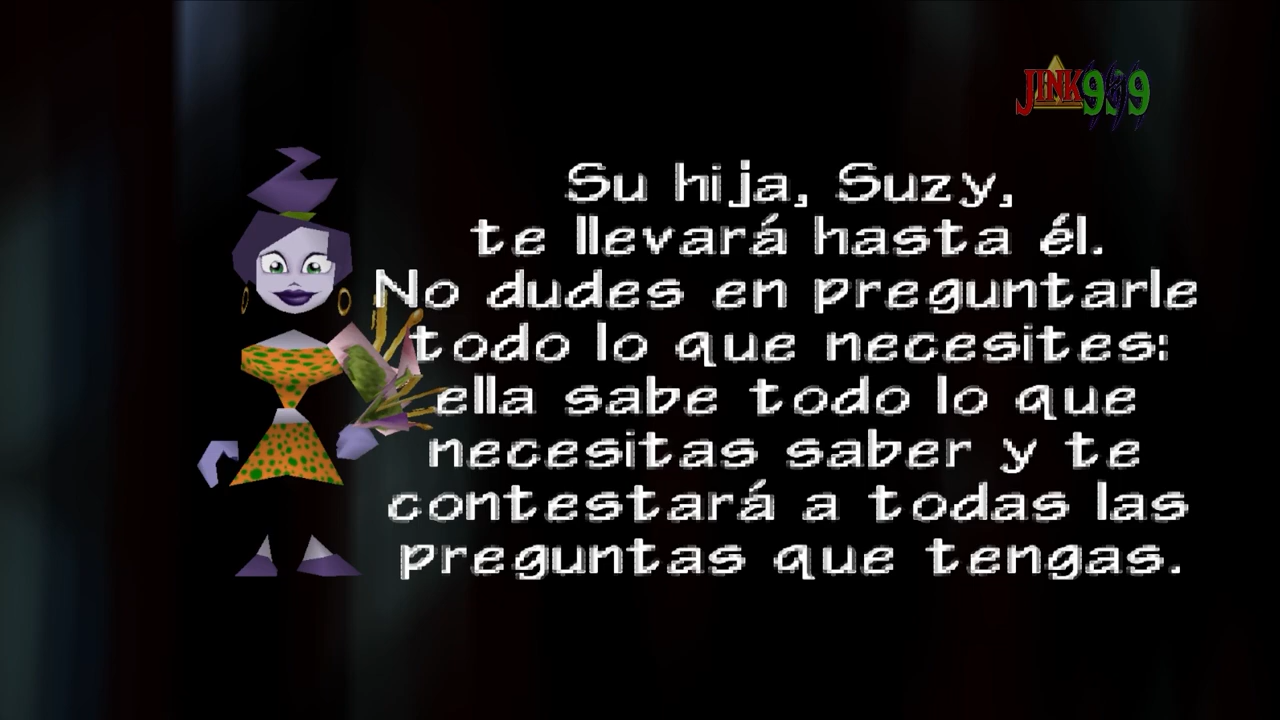 JINK999
Su hija, Suzy,
te llevará hasta él.
No dudes en preguntarle
todo lo que necesites:
ella sabe todo lo que
necesitas saber y te
contestará a todas las
preguntas que tengas.